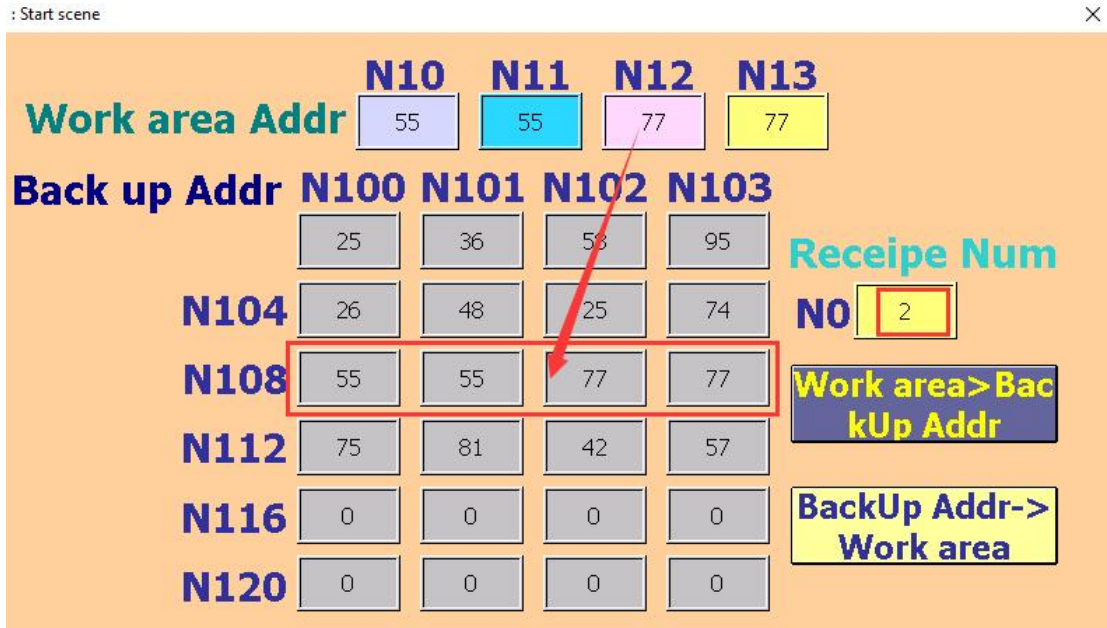 : Start scene
N10 N11 N12 N13
Work area Addr 55 55 77 77
Back up Addr N100 N101 N102 N103
25 36 58 95
Receipe Num
N104 26 48 25 74
N0 2
N108 55 55 77 77
Work area>Bac
kUp Addr
N112 75 81 42 57
BackUp Addr->
Work area
N116 0 0 0 0
N120 0 0 0 0